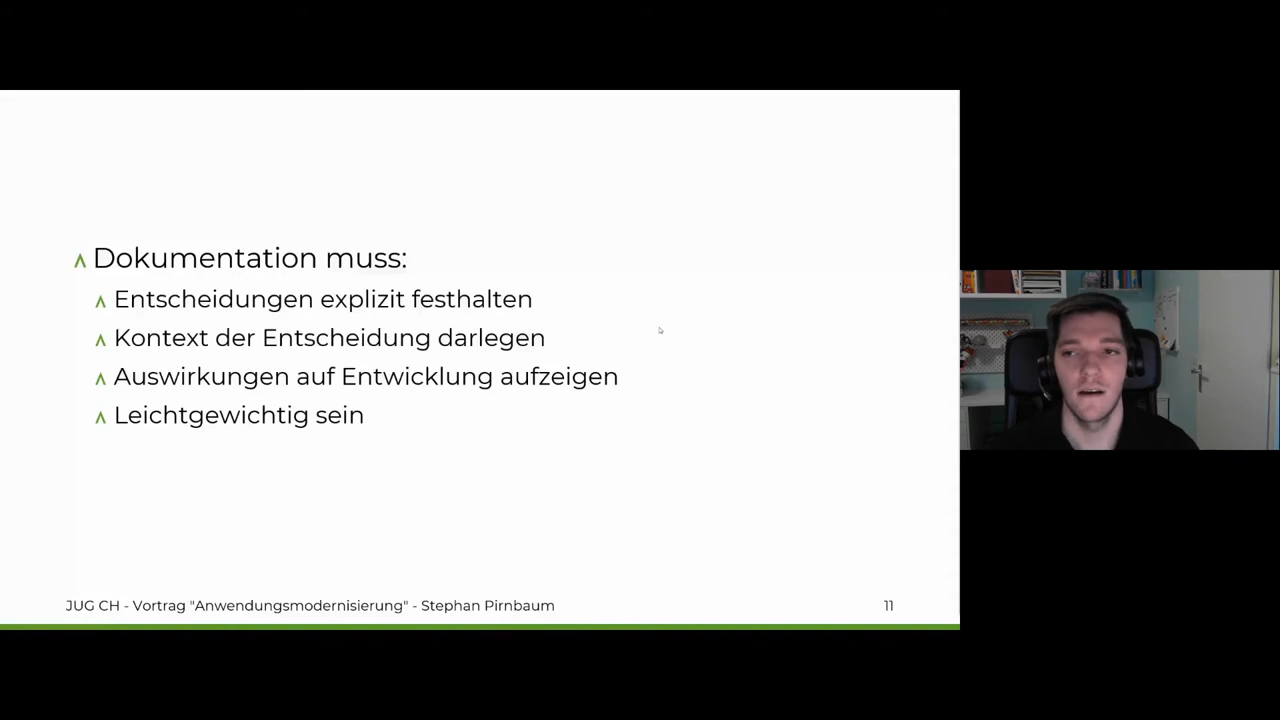 Dokumentation muss:
Entscheidungen explizit festhalten
Kontext der Entscheidung darlegen
Auswirkungen auf Entwicklung aufzeigen
Leichtgewichtig sein
JUG CH - Vortrag "Anwendungsmodernisierung" - Stephan Pirnbaum
11